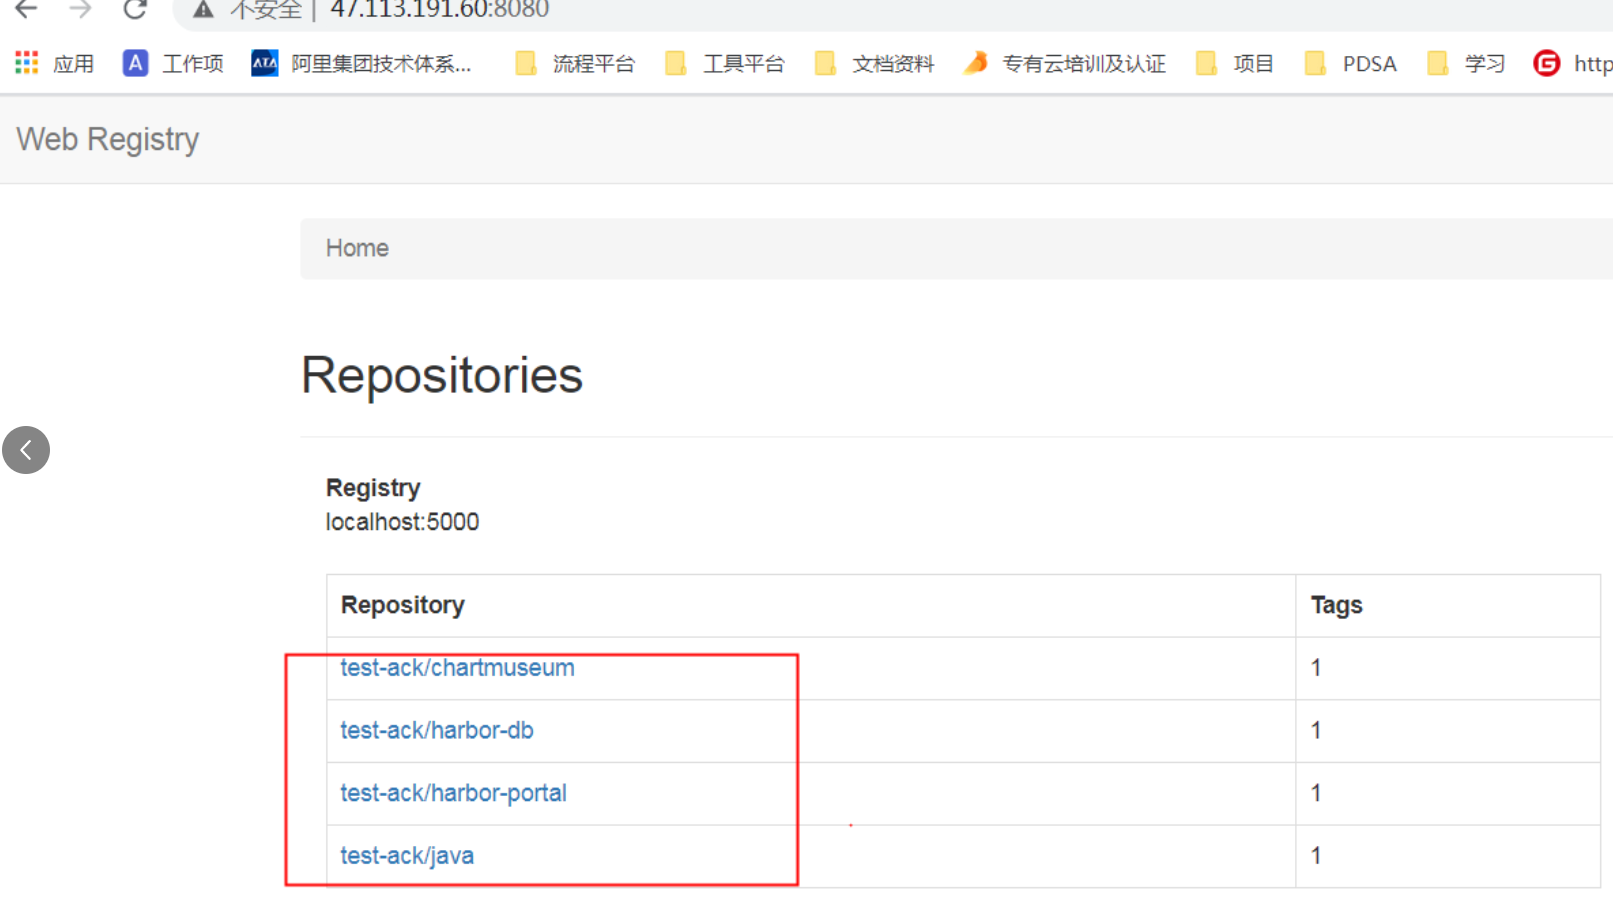 不安全 | 47.113.191.60:8080
应用 A 工作项 ATA 阿里集团技术体系... 流程平台 工具平台 文档资料 专有云培训及认证 项目 PDSA 学习 G http
Web Registry
Home
Repositories
Registry
localhost:5000
Repository Tags
test-ack/chartmuseum 1
test-ack/harbor-db 1
test-ack/harbor-portal 1
test-ack/java 1